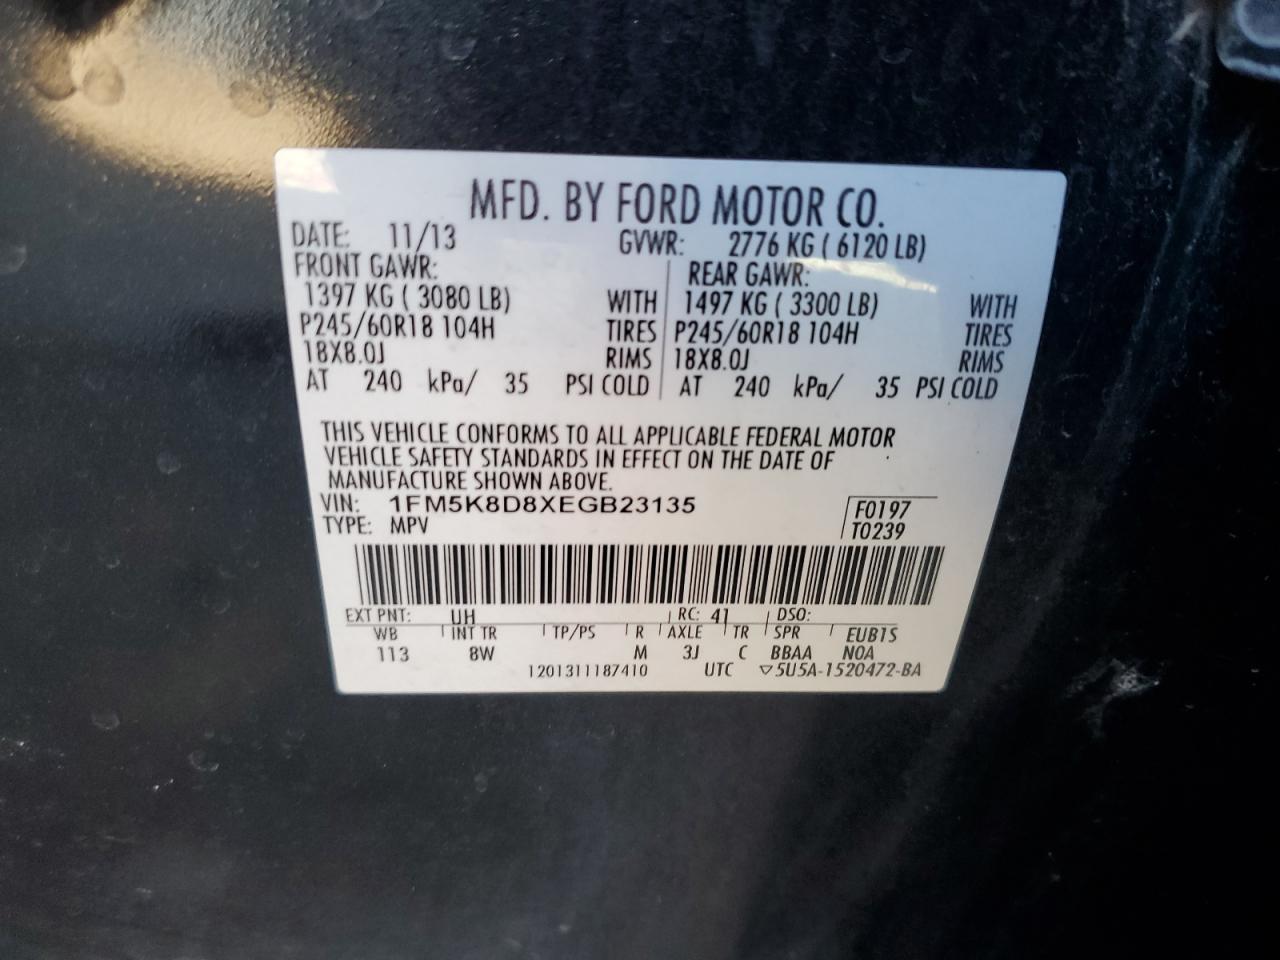 MFD. BY FORD MOTOR CO.
DATE: 11/13 GVWR: 2776 KG ( 6120 LB)
FRONT GAWR: REAR GAWR:
1397 KG ( 3080 LB) WITH 1497 KG ( 3300 LB) WITH
P245/60R18 104H TIRES P245/60R18 104H TIRES
18X8.0J RIMS 18X8.0J RIMS
AT 240 kPa/ 35 PSI COLD AT 240 kPa/ 35 PSI COLD
THIS VEHICLE CONFORMS TO ALL APPLICABLE FEDERAL MOTOR
VEHICLE SAFETY STANDARDS IN EFFECT ON THE DATE OF
MANUFACTURE SHOWN ABOVE.
VIN: 1FM5K8D8XEGB23135 F0197
TYPE: MPV T0239
EXT PNT: UH RC: 41 DSO:
WB INT TR TP/PS R AXLE TR SPR EUB1S
113 8W M 3J C BBAA N0A
1201311187410 UTC ▽5U5A-1520472-BA